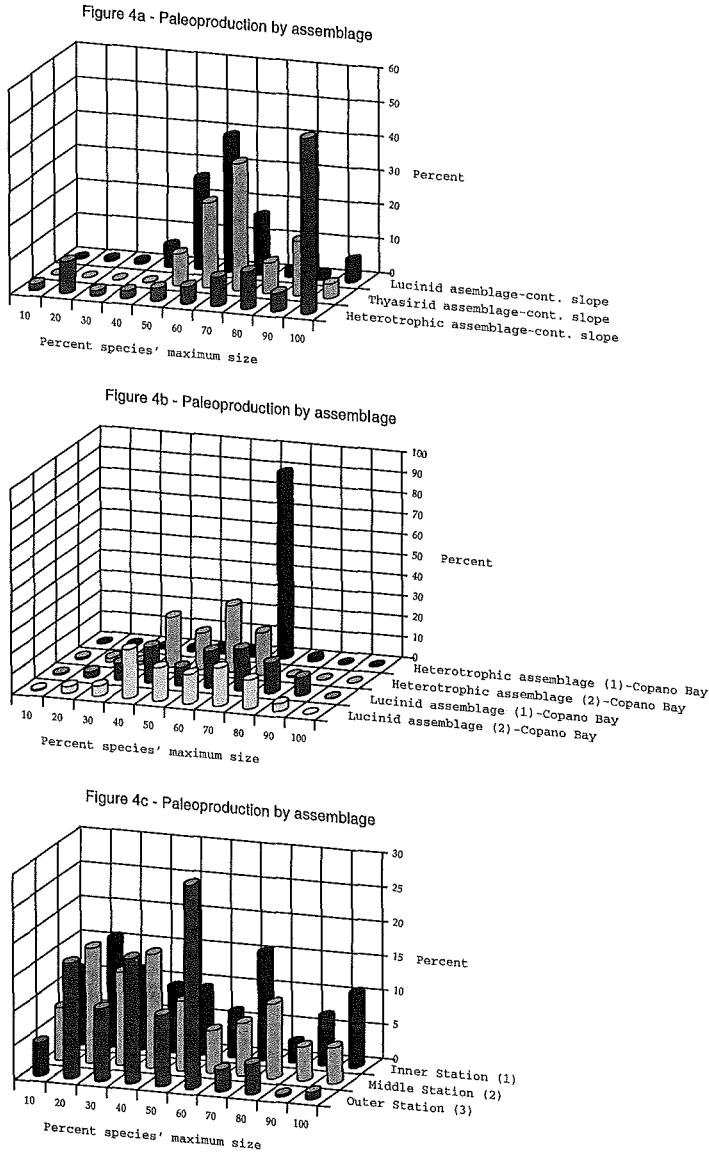 Figure 4a - Paleoproduction by assemblage
60
50
40
30
20
10
0
Percent
Lucinid asemblage-cont. slope
Thyasirid assemblage-cont. slope
Heterotrophic assemblage-cont. slope
10 20 30 40 50 60 70 80 90 100
Percent species' maximum size
Figure 4b - Paleoproduction by assemblage
100
90
80
70
60
50
40
30
20
10
0
Percent
Heterotrophic assemblage (1)-Copano Bay
Heterotrophic assemblage (2)-Copano Bay
Lucinid assemblage (1)-Copano Bay
Lucinid assemblage (2)-Copano Bay
10 20 30 40 50 60 70 80 90 100
Percent species' maximum size
Figure 4c - Paleoproduction by assemblage
30
25
20
15
10
5
0
Percent
Inner Station (1)
Middle Station (2)
Outer Station (3)
10 20 30 40 50 60 70 80 90 100
Percent species' maximum size